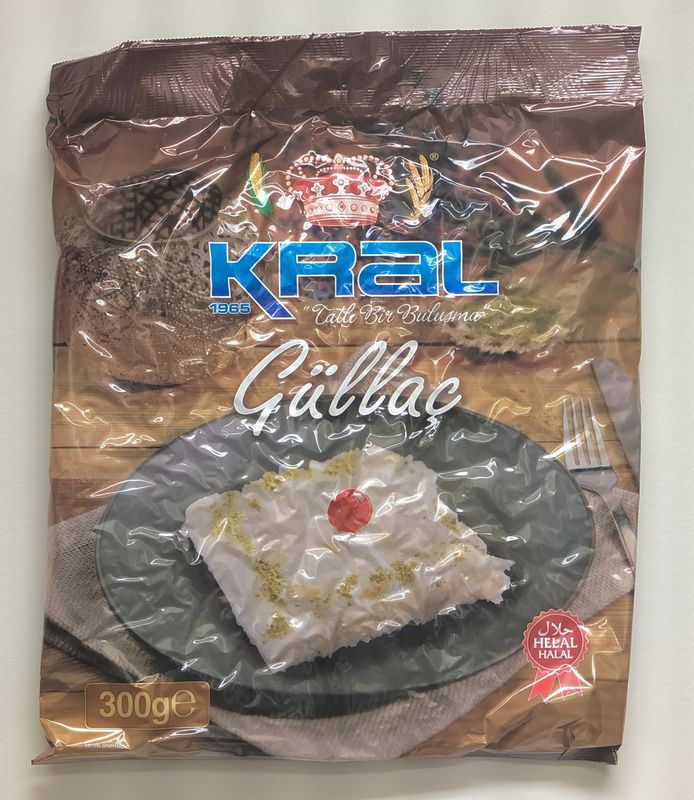 ®
KRAL
1965
"Tatlı Bir Buluşma"
Güllaç
حلال
HELAL
HALAL
300g℮